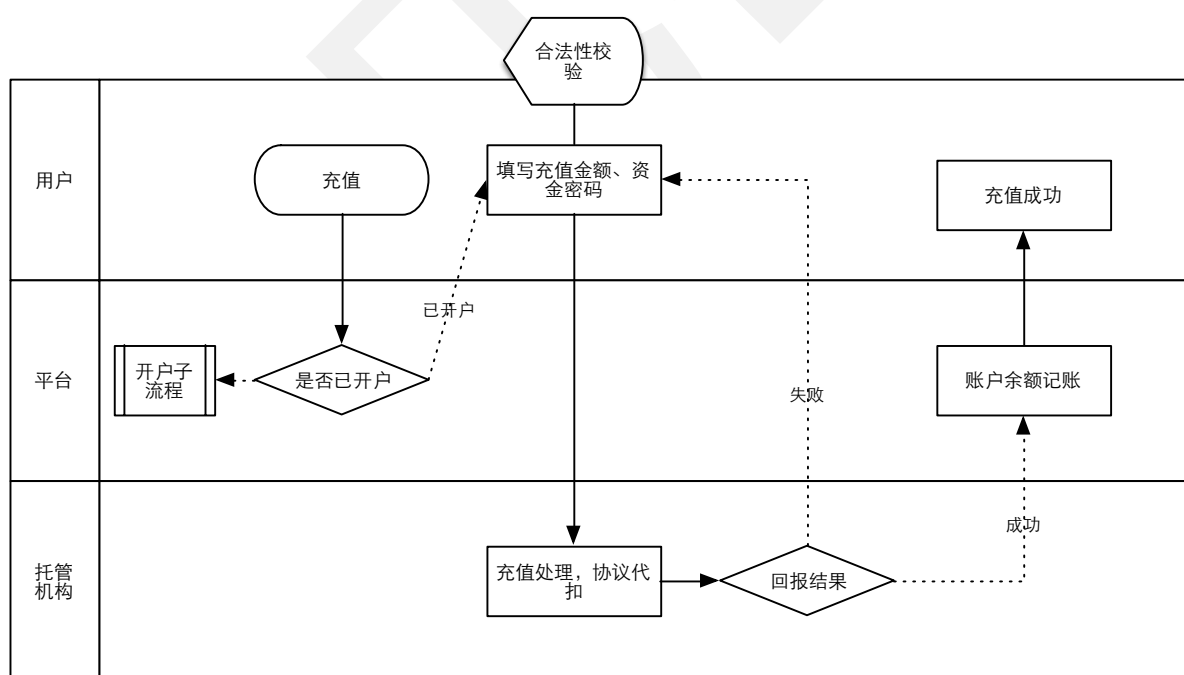 合法性校
验
用户
充值
填写充值金额、资
金密码
充值成功
已开户
平台
开户子
流程
是否已开户
失败
账户余额记账
成功
托管
机构
充值处理，协议代
扣
回报结果